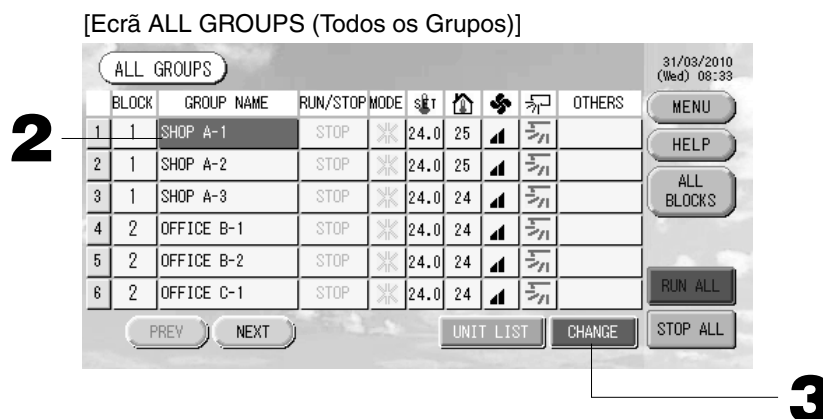 [Ecrã ALL GROUPS (Todos os Grupos)]
ALL GROUPS
31/03/2010
(Wed) 08:33
BLOCK GROUP NAME RUN/STOP MODE SET OTHERS
1 1 SHOP A-1 STOP 24.0 25
2 1 SHOP A-2 STOP 24.0 25
3 1 SHOP A-3 STOP 24.0 24
4 2 OFFICE B-1 STOP 24.0 24
5 2 OFFICE B-2 STOP 24.0 24
6 2 OFFICE C-1 STOP 24.0 24
MENU
HELP
ALL
BLOCKS
RUN ALL
STOP ALL
PREV NEXT UNIT LIST CHANGE
2
3